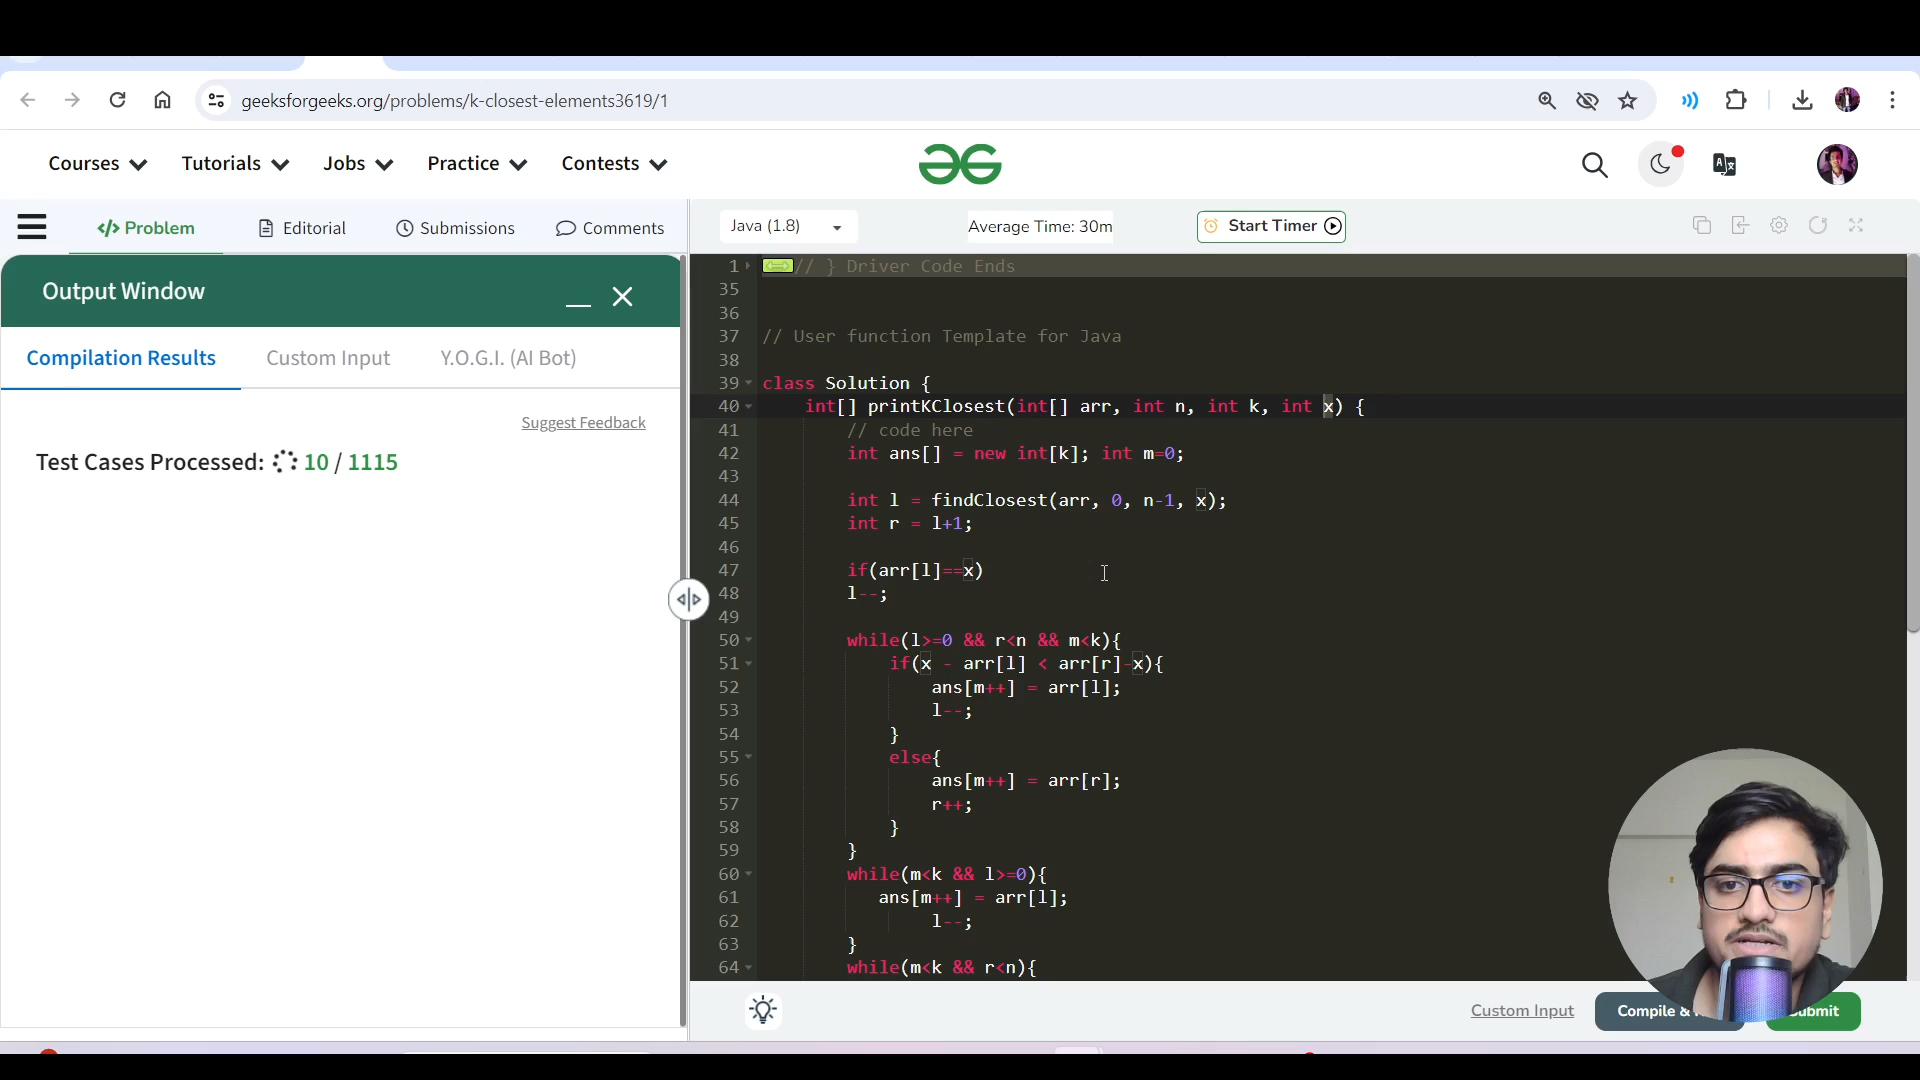 geeksforgeeks.org/problems/k-closest-elements3619/1
Courses Tutorials Jobs Practice Contests
Problem Editorial Submissions Comments
Java (1.8) Average Time: 30m Start Timer
Output Window
Compilation Results Custom Input Y.O.G.I. (AI Bot)
Suggest Feedback
Test Cases Processed: 10 / 1115
1 // } Driver Code Ends
35
36
37 // User function Template for Java
38
39 class Solution {
40 int[] printKClosest(int[] arr, int n, int k, int x) {
41 // code here
42 int ans[] = new int[k]; int m=0;
43
44 int l = findClosest(arr, 0, n-1, x);
45 int r = l+1;
46
47 if(arr[l]==x)
48 l--;
49
50 while(l>=0 && r<n && m<k){
51 if(x - arr[l] < arr[r]-x){
52 ans[m++] = arr[l];
53 l--;
54 }
55 else{
56 ans[m++] = arr[r];
57 r++;
58 }
59 }
60 while(m<k && l>=0){
61 ans[m++] = arr[l];
62 l--;
63 }
64 while(m<k && r<n){
Custom Input Compile &